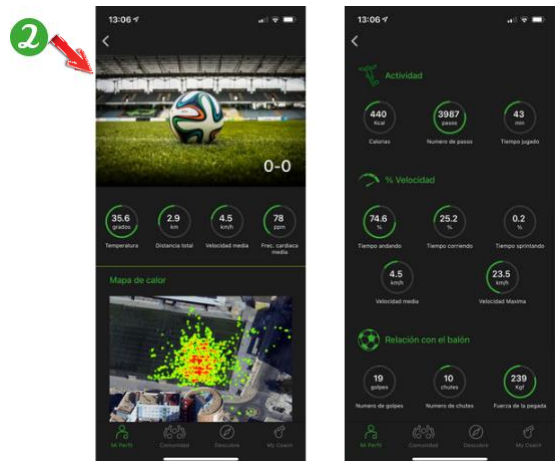 2
13:06
0-0
35.6
grados
Temperatura
2.9
km
Distancia total
4.5
km/h
Velocidad media
78
ppm
Frec. cardiaca
media
Mapa de calor
Mi Perfil
Comunidad
Descubre
My Coach
13:06
Actividad
440
Kcal
Calorias
3987
pasos
Numero de pasos
43
min
Tiempo jugado
% Velocidad
74.6
%
Tiempo andando
25.2
%
Tiempo corriendo
0.2
%
Tiempo sprintando
4.5
km/h
Velocidad media
23.5
km/h
Velocidad Maxima
Relación con el balón
19
golpes
Numero de golpes
10
chutes
Numero de chutes
239
Kgf
Fuerza de la pegada
Mi Perfil
Comunidad
Descubre
My Coach